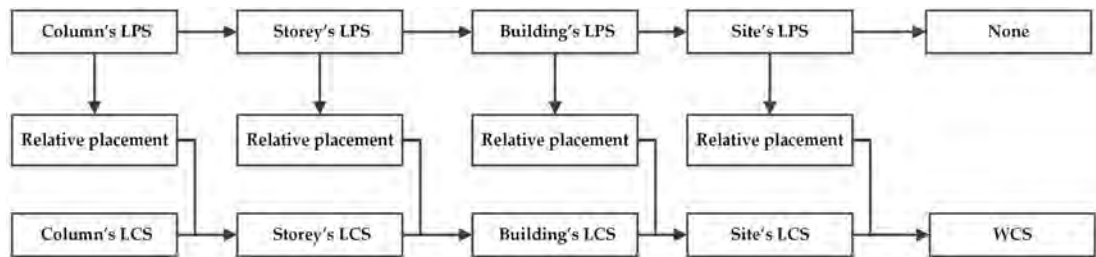 Column's LPS
Storey's LPS
Building's LPS
Site's LPS
None
Relative placement
Relative placement
Relative placement
Relative placement
Column's LCS
Storey's LCS
Building's LCS
Site's LCS
WCS